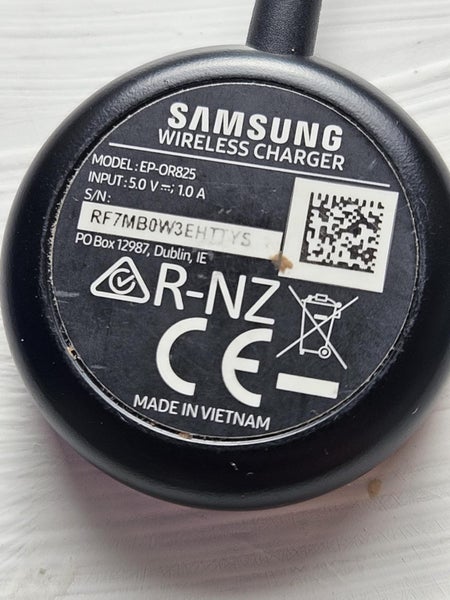 SAMSUNG
WIRELESS CHARGER
MODEL: EP-OR825
INPUT: 5.0 V ⎓; 1.0 A
S/N:
RF7MB0W3EHTTYS
PO Box 12987, Dublin, IE
R-NZ
CE
MADE IN VIETNAM